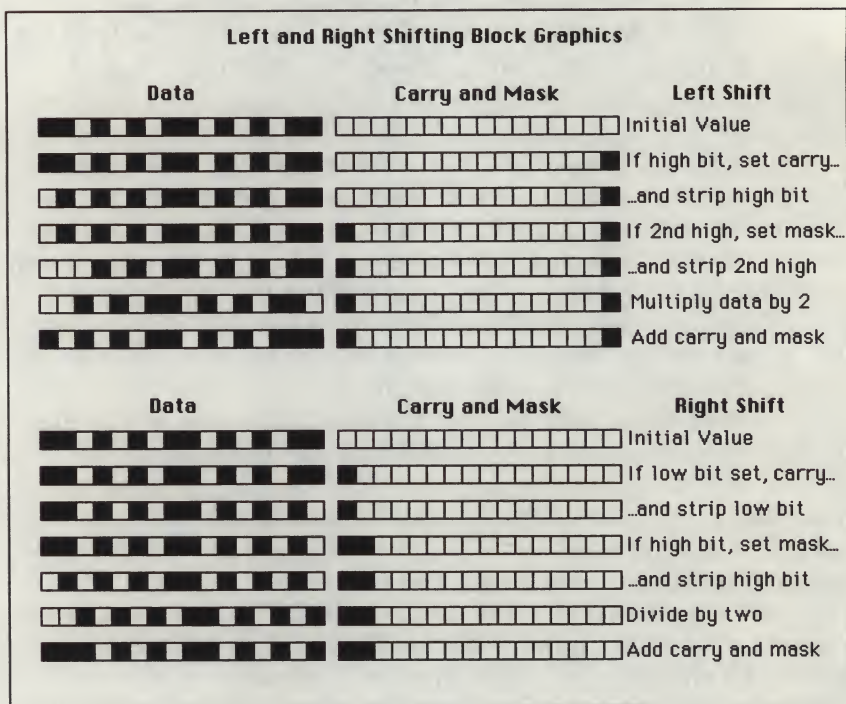 Left and Right Shifting Block Graphics
Data Carry and Mask Left Shift
Initial Value
If high bit, set carry...
...and strip high bit
If 2nd high, set mask...
...and strip 2nd high
Multiply data by 2
Add carry and mask
Data Carry and Mask Right Shift
Initial Value
If low bit set, carry...
...and strip low bit
If high bit, set mask...
...and strip high bit
Divide by two
Add carry and mask